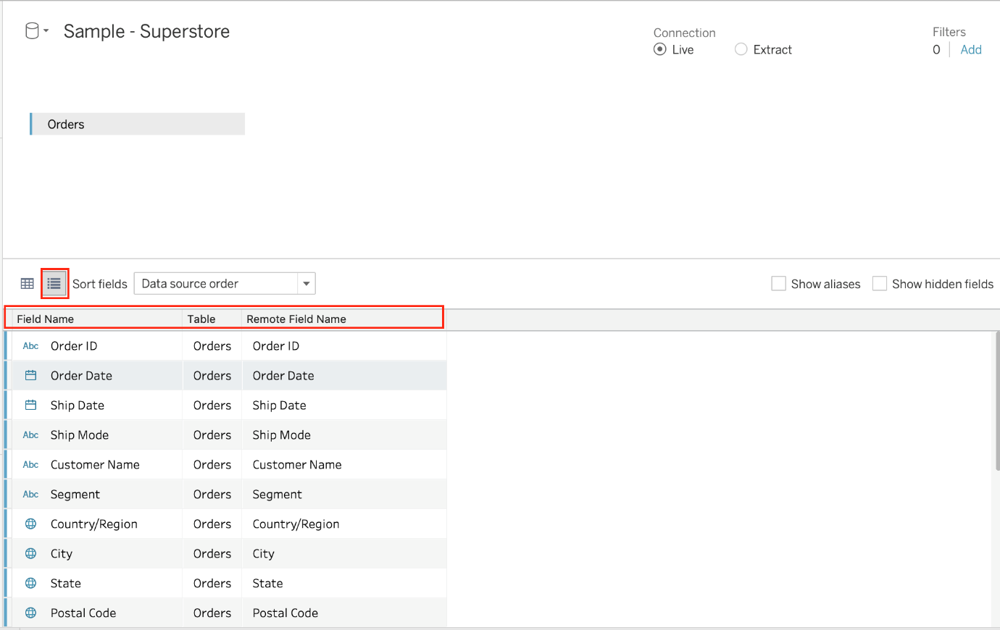 Sample - Superstore
Connection
Live Extract
Filters
0 Add
Orders
Sort fields Data source order Show aliases Show hidden fields
Field Name Table Remote Field Name
Abc Order ID Orders Order ID
Order Date Orders Order Date
Ship Date Orders Ship Date
Abc Ship Mode Orders Ship Mode
Abc Customer Name Orders Customer Name
Abc Segment Orders Segment
Country/Region Orders Country/Region
City Orders City
State Orders State
Postal Code Orders Postal Code